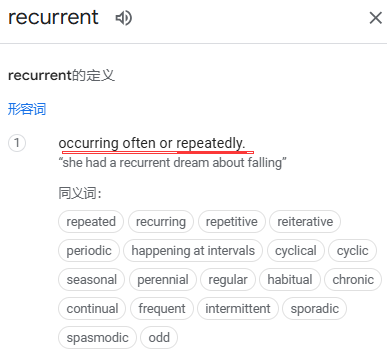 recurrent
recurrent的定义
形容词
1 occurring often or repeatedly.
“she had a recurrent dream about falling”
同义词:
repeated recurring repetitive reiterative
periodic happening at intervals cyclical cyclic
seasonal perennial regular habitual chronic
continual frequent intermittent sporadic
spasmodic odd